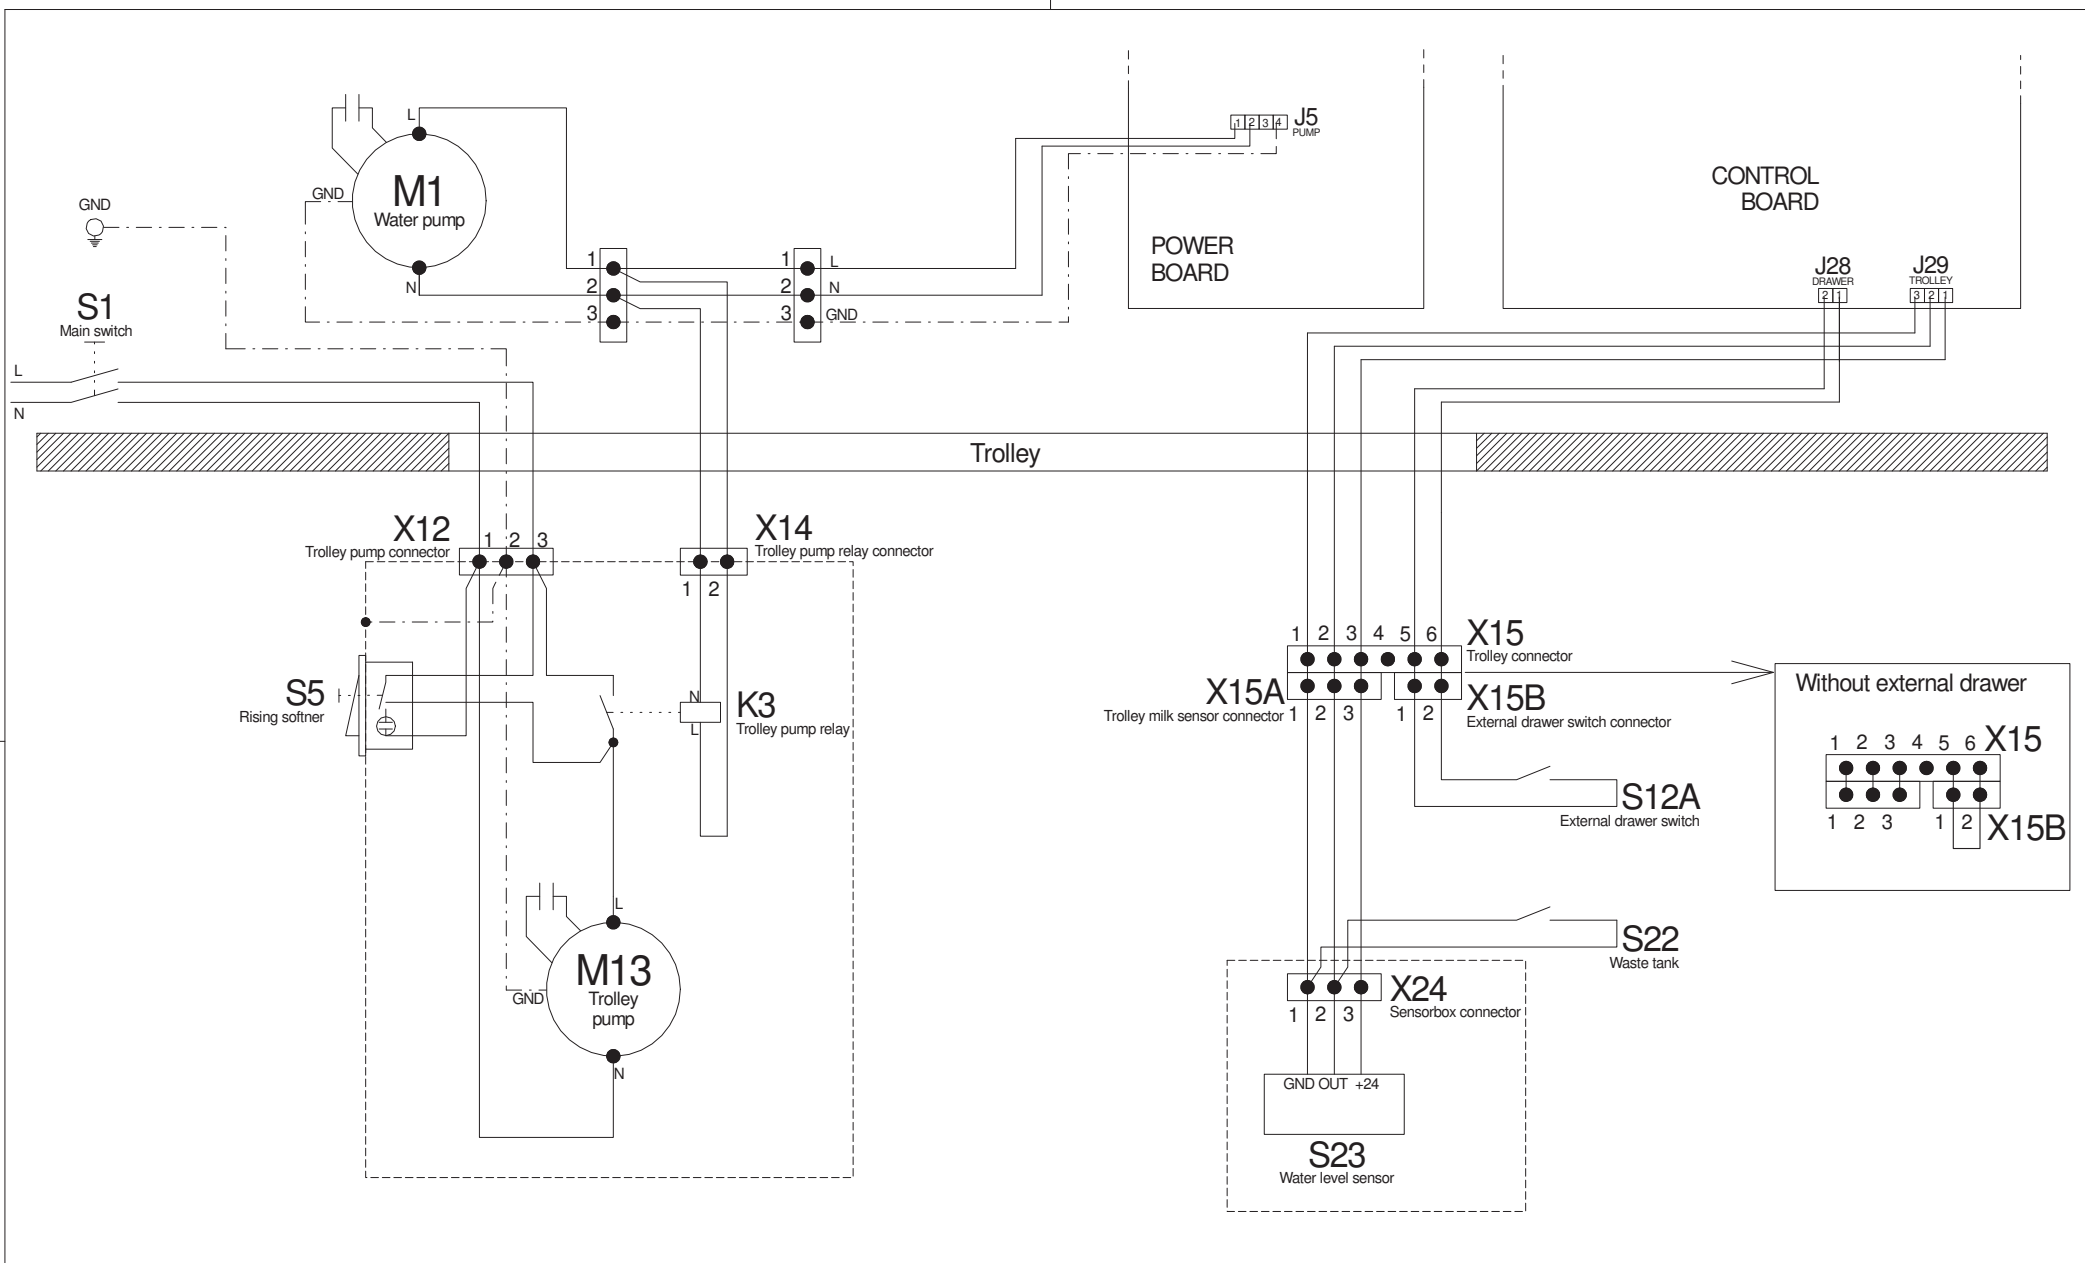 L
J5
1 2 3 4
PUMP
M1
Water pump
GND
GND
CONTROL
BOARD
POWER
BOARD
N
1
2
3
1
2
3
L
N
GND
J28
DRAWER
2 1
J29
TROLLEY
3 2 1
S1
Main switch
L
N
Trolley
X12
Trolley pump connector
1 2 3
X14
Trolley pump relay connector
1 2
S5
Rising softner
N
L
K3
Trolley pump relay
1 2 3 4 5 6
X15
Trolley connector
X15A
Trolley milk sensor connector
1 2 3
1 2
X15B
External drawer switch connector
Without external drawer
1 2 3 4 5 6
X15
1 2 3
1 2
X15B
S12A
External drawer switch
S22
Waste tank
L
M13
Trolley
pump
GND
N
X24
Sensorbox connector
1 2 3
GND OUT +24
S23
Water level sensor